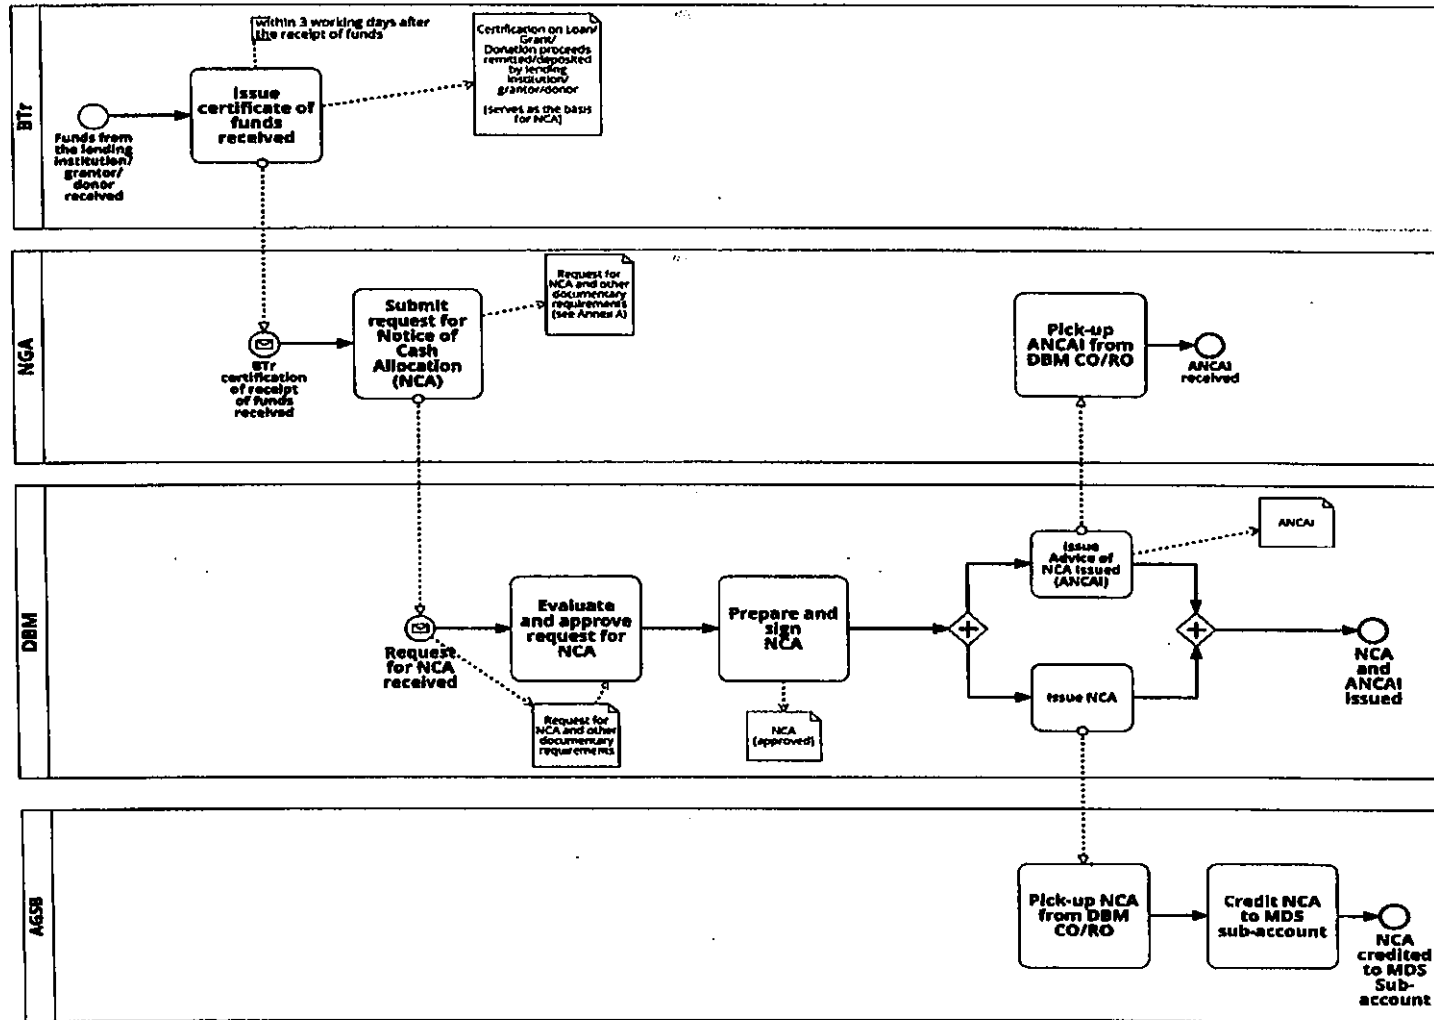 BTr
within 3 working days after
the receipt of funds
Certification on Loan/
Grant/
Donation proceeds
remitted/deposited
by lending
institution/
grantor/donor
(serves as the basis
for NCA)
Issue
certificate of
funds
received
Funds from
the lending
institution/
grantor/
donor
received
NGA
Request for
NCA and other
documentary
requirements
(see Annex A)
Submit
request for
Notice of
Cash
Allocation
(NCA)
BTr
certification
of receipt
of funds
received
Pick-up
ANCAI from
DBM CO/RO
ANCAI
received
DBM
ANCAI
Issue
Advice of
NCA Issued
(ANCAI)
Evaluate
and approve
request for
NCA
Prepare and
sign
NCA
Request
for NCA
received
Issue NCA
NCA
and
ANCAI
issued
Request for
NCA and other
documentary
requirements
NCA
(approved)
AGSB
Pick-up NCA
from DBM
CO/RO
Credit NCA
to MDS
sub-account
NCA
credited
to MDS
Sub-
account